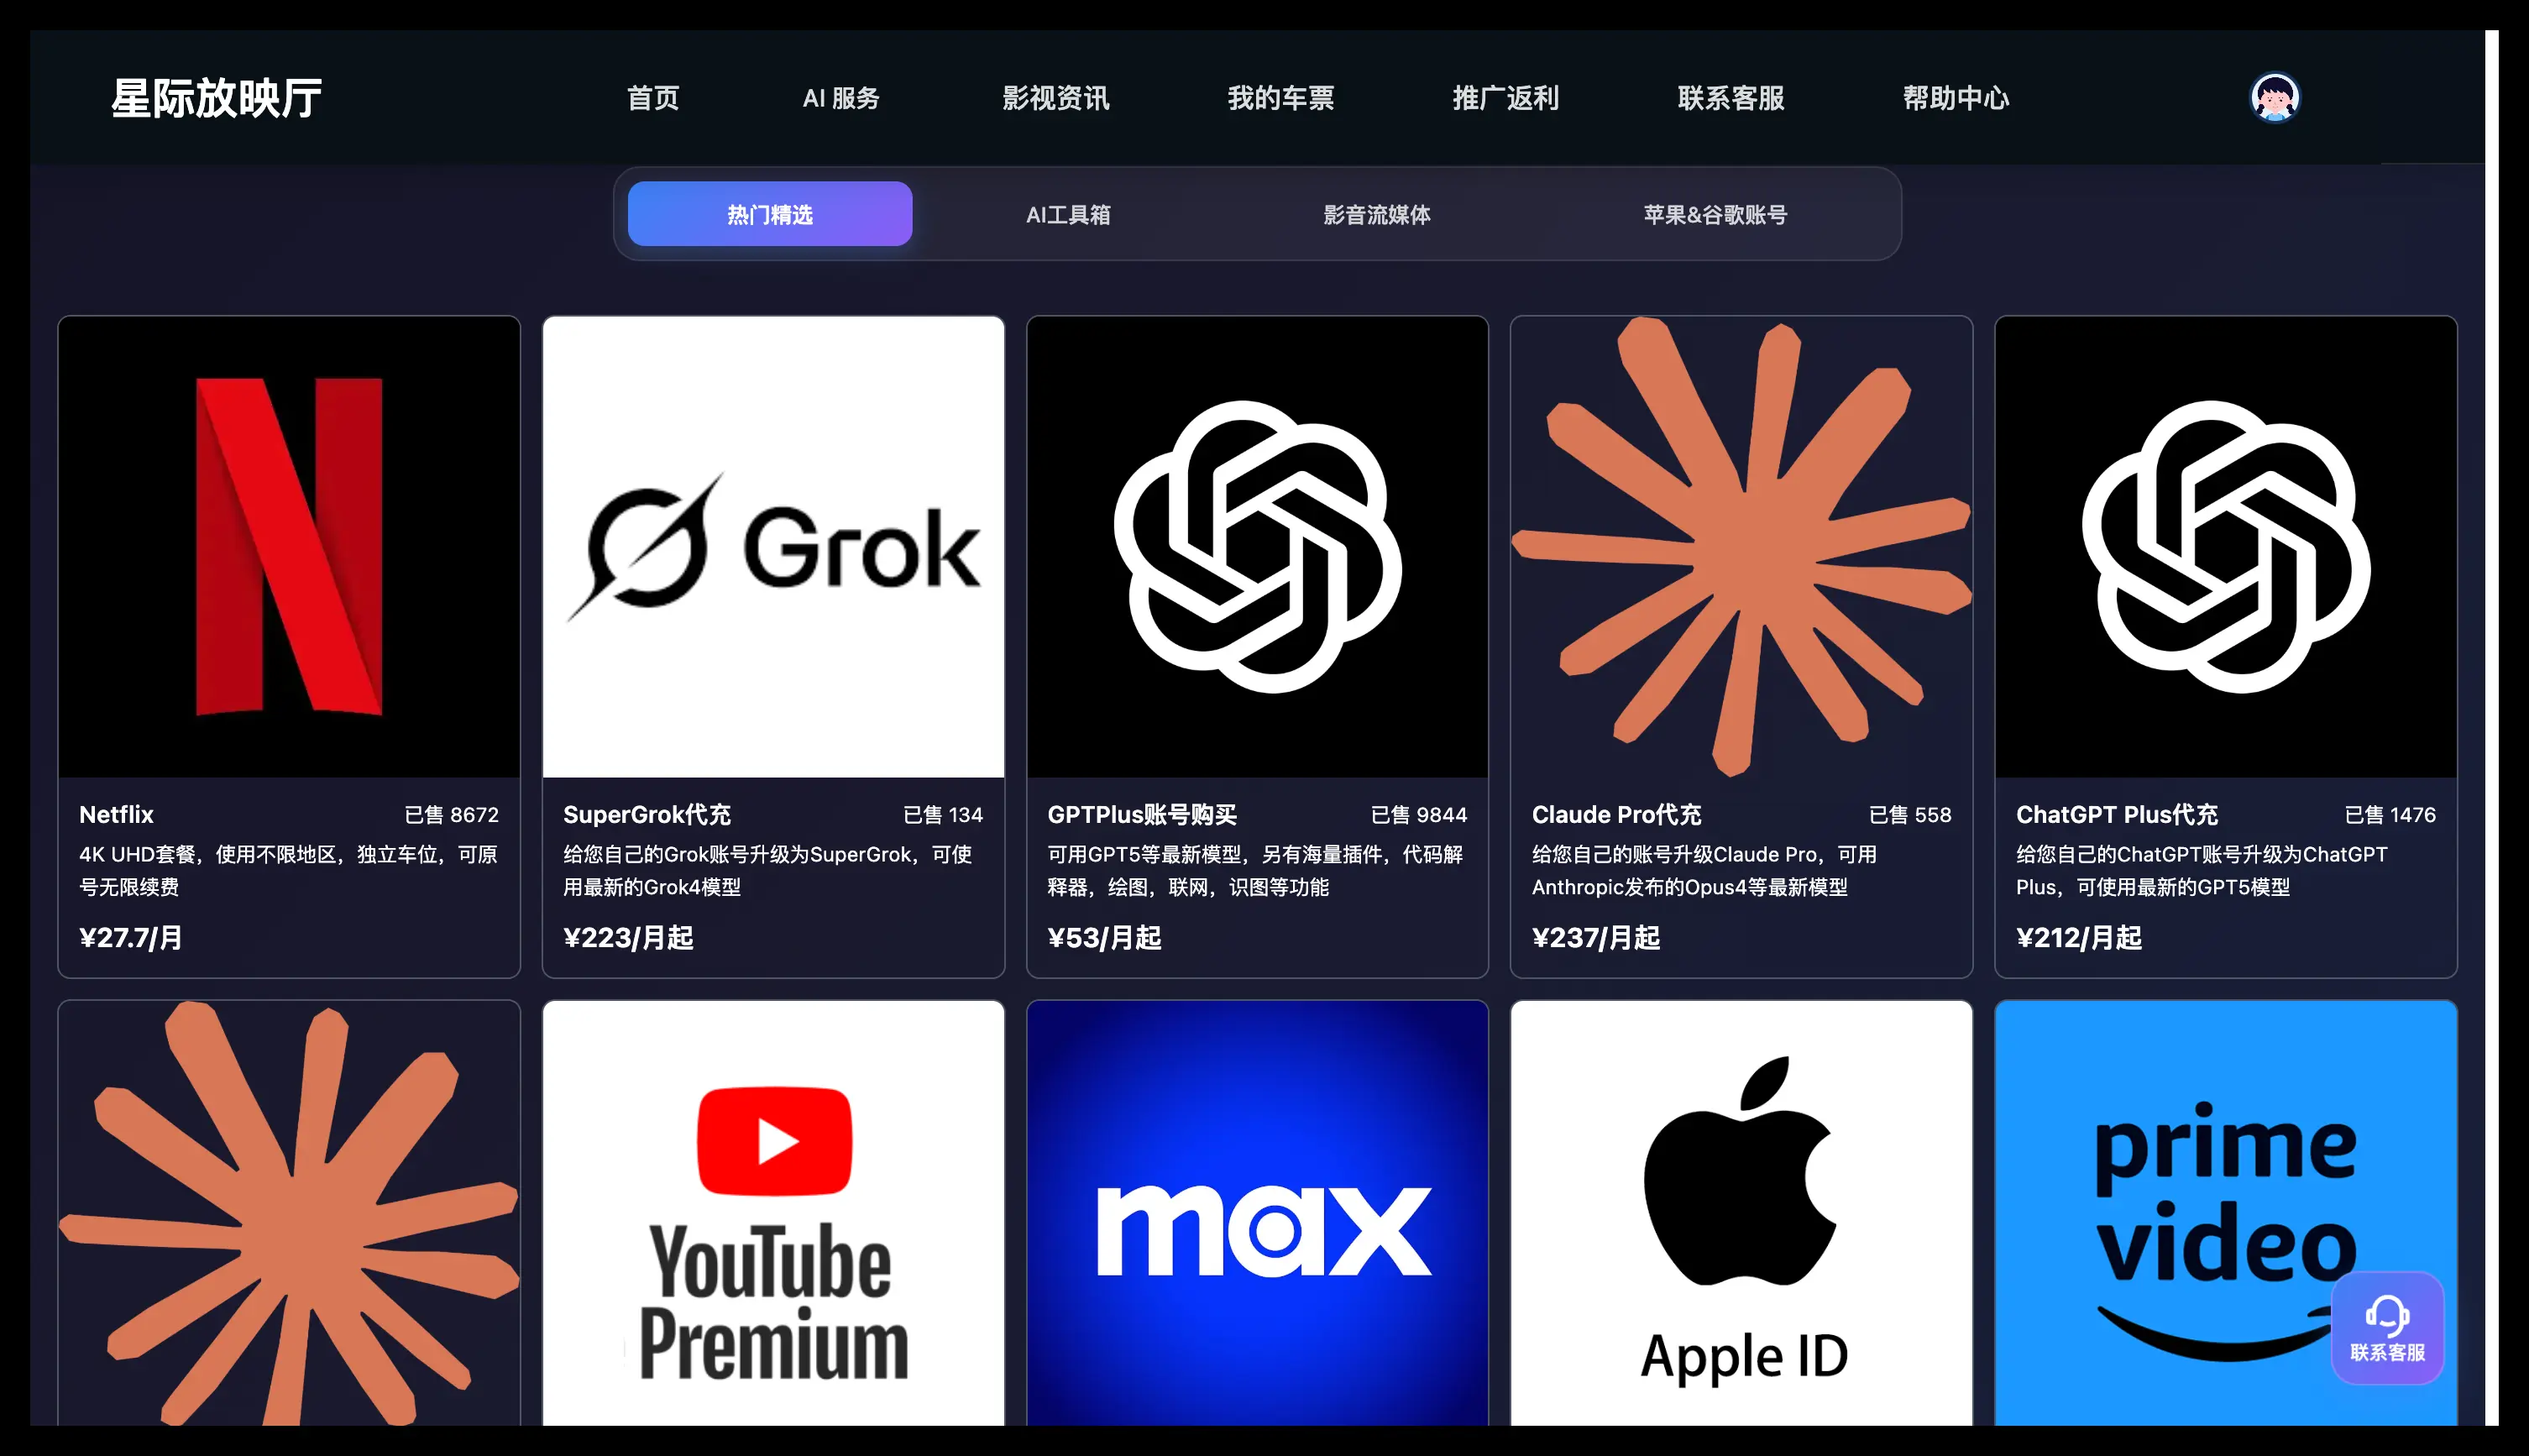 星际放映厅
首页
AI 服务
影视资讯
我的车票
推广返利
联系客服
帮助中心
热门精选
AI工具箱
影音流媒体
苹果&谷歌账号
Grok
Netflix
已售 8672
4K UHD套餐，使用不限地区，独立车位，可原
号无限续费
¥27.7/月
SuperGrok代充
已售 134
给您自己的Grok账号升级为SuperGrok，可使
用最新的Grok4模型
¥223/月起
GPTPlus账号购买
已售 9844
可用GPT5等最新模型，另有海量插件，代码解
释器，绘图，联网，识图等功能
¥53/月起
Claude Pro代充
已售 558
给您自己的账号升级Claude Pro，可用
Anthropic发布的Opus4等最新模型
¥237/月起
ChatGPT Plus代充
已售 1476
给您自己的ChatGPT账号升级为ChatGPT
Plus，可使用最新的GPT5模型
¥212/月起
YouTube
Premium
max
Apple ID
prime
video
联系客服